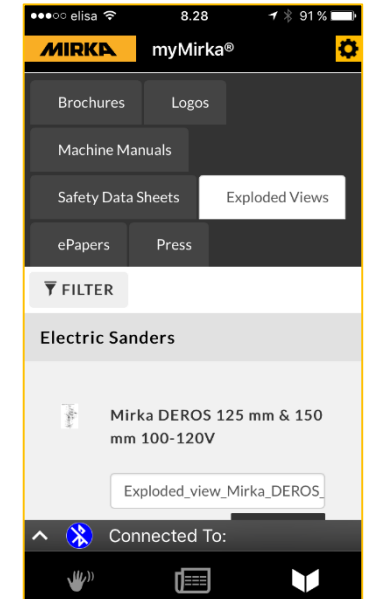 elisa 8.28 91 %
MIRKA myMirka®
Brochures Logos
Machine Manuals
Safety Data Sheets Exploded Views
ePapers Press
FILTER
Electric Sanders
Mirka DEROS 125 mm & 150
mm 100-120V
Exploded_view_Mirka_DEROS_
Connected To: